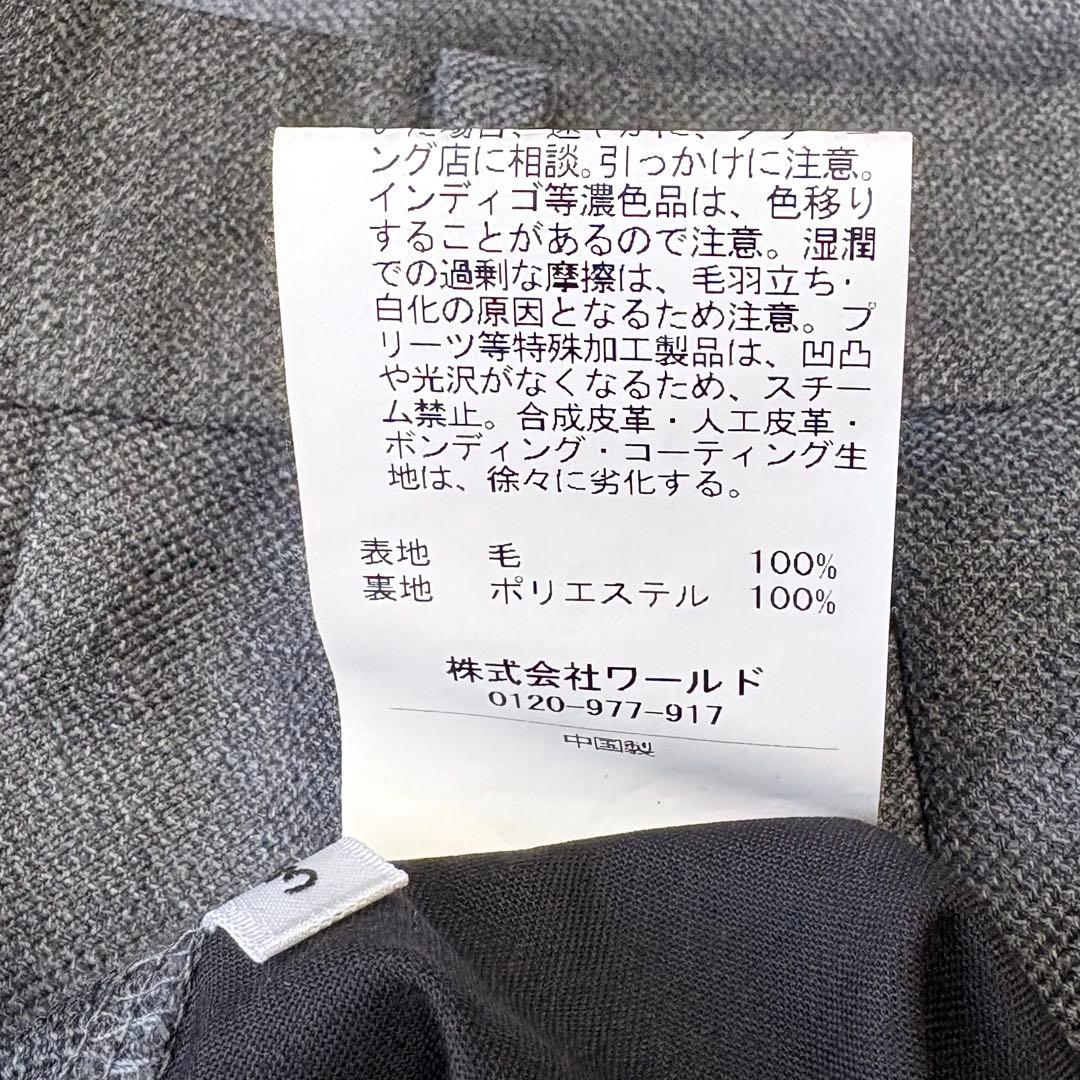 ング店に相談。引っかけに注意。
インディゴ等濃色品は、色移り
することがあるので注意。湿潤
での過剰な摩擦は、毛羽立ち・
白化の原因となるため注意。プ
リーツ等特殊加工製品は、凹凸
や光沢がなくなるため、スチー
ム禁止。合成皮革・人工皮革・
ボンディング・コーティング生
地は、徐々に劣化する。
表地 毛 100%
裏地 ポリエステル 100%
株式会社ワールド
0120-977-917
中国製